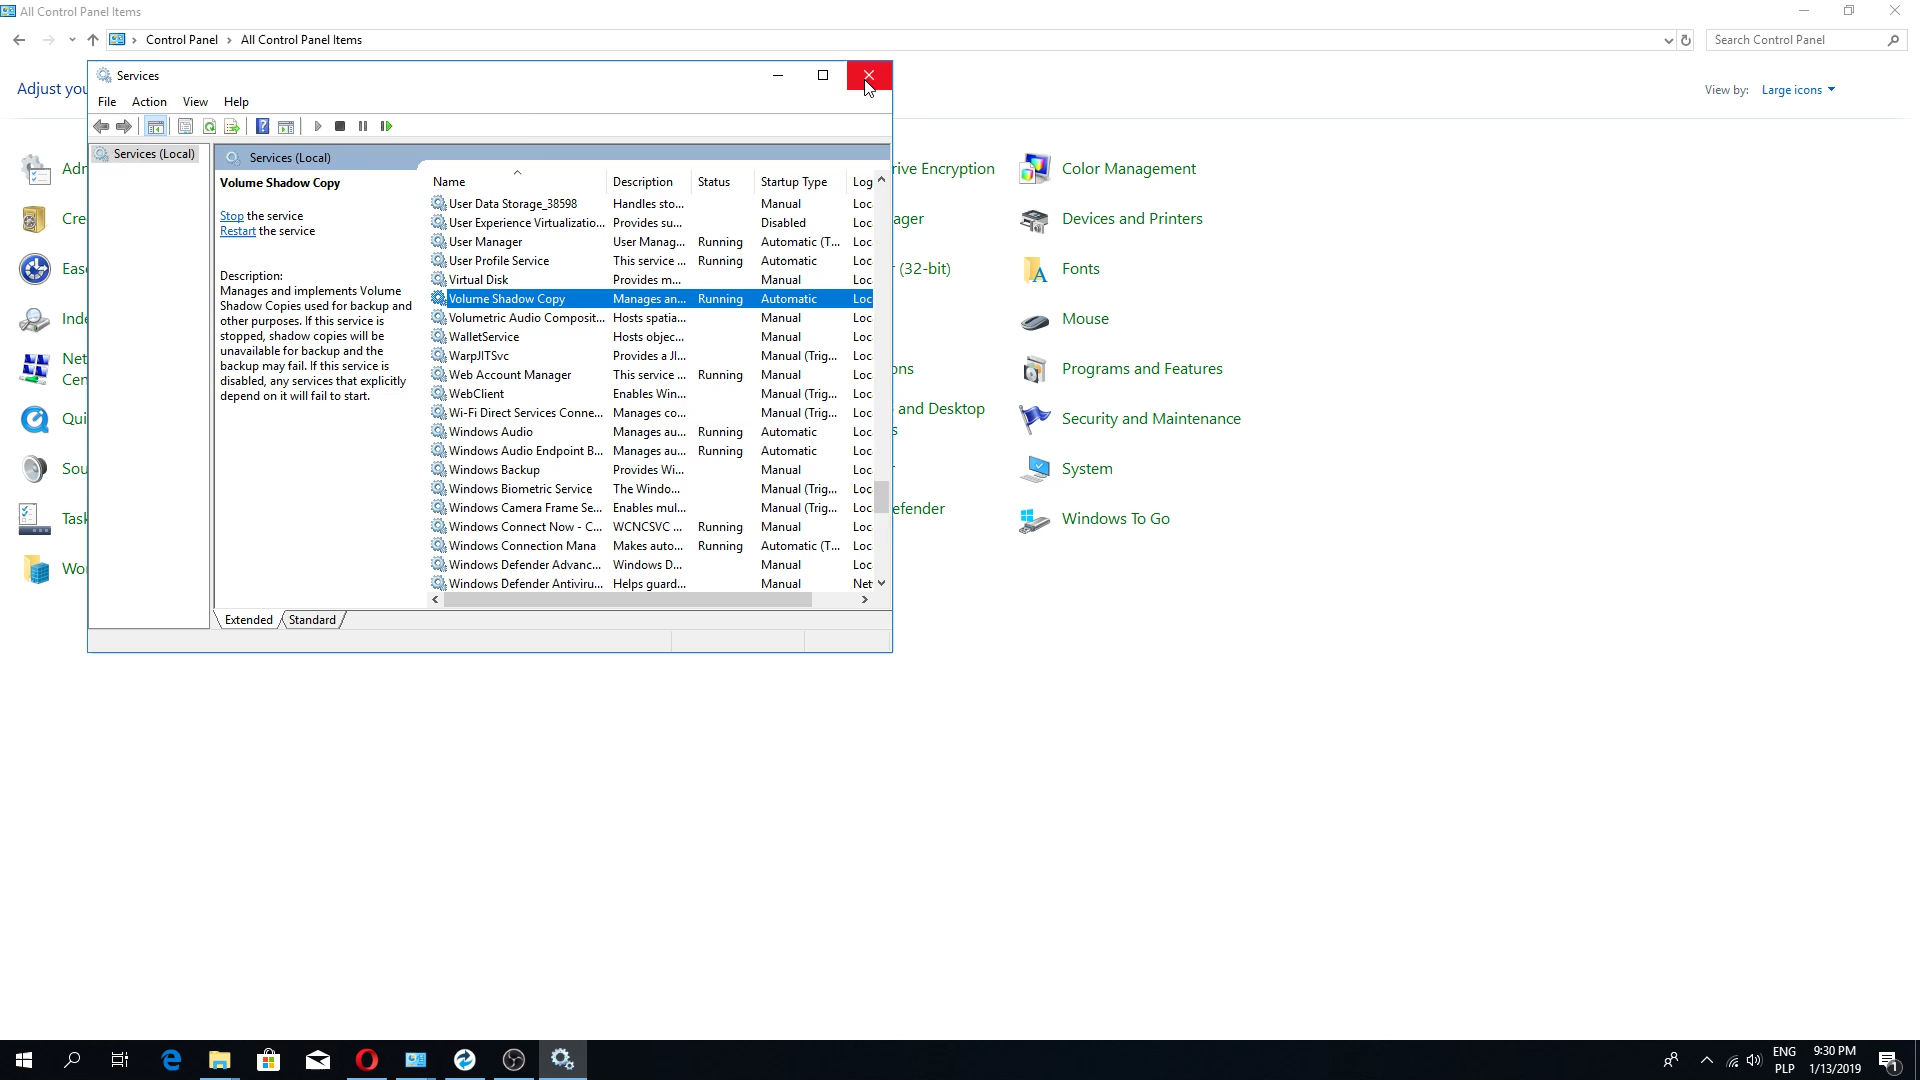 All Control Panel Items
Control Panel > All Control Panel Items
Search Control Panel
Adjust you
View by: Large icons
Services
File Action View Help
Services (Local)
Services (Local)
Volume Shadow Copy
Stop the service
Restart the service
Description:
Manages and implements Volume
Shadow Copies used for backup and
other purposes. If this service is
stopped, shadow copies will be
unavailable for backup and the
backup may fail. If this service is
disabled, any services that explicitly
depend on it will fail to start.
Name Description Status Startup Type Log
User Data Storage_38598 Handles sto... Manual Loc
User Experience Virtualizatio... Provides su... Disabled Loc
User Manager User Manag... Running Automatic (T... Loc
User Profile Service This service ... Running Automatic Loc
Virtual Disk Provides m... Manual Loc
Volume Shadow Copy Manages an... Running Automatic Loc
Volumetric Audio Composit... Hosts spatia... Manual Loc
WalletService Hosts objec... Manual Loc
WarpJITSvc Provides a JI... Manual (Trig... Loc
Web Account Manager This service ... Running Manual Loc
WebClient Enables Win... Manual (Trig... Loc
Wi-Fi Direct Services Conne... Manages co... Manual (Trig... Loc
Windows Audio Manages au... Running Automatic Loc
Windows Audio Endpoint B... Manages au... Running Automatic Loc
Windows Backup Provides Wi... Manual Loc
Windows Biometric Service The Windo... Manual (Trig... Loc
Windows Camera Frame Se... Enables mul... Manual (Trig... Loc
Windows Connect Now - C... WCNCSVC ... Running Manual Loc
Windows Connection Mana Makes auto... Running Automatic (T... Loc
Windows Defender Advanc... Windows D... Manual Loc
Windows Defender Antiviru... Helps guard... Manual Net
Extended Standard
Adr
Cre
Ease
Inde
Net
Cen
Qui
Sou
Task
Wor
rive Encryption
ager
(32-bit)
ons
and Desktop
s
r
efender
Color Management
Devices and Printers
Fonts
Mouse
Programs and Features
Security and Maintenance
System
Windows To Go
ENG
PLP
9:30 PM
1/13/2019
1